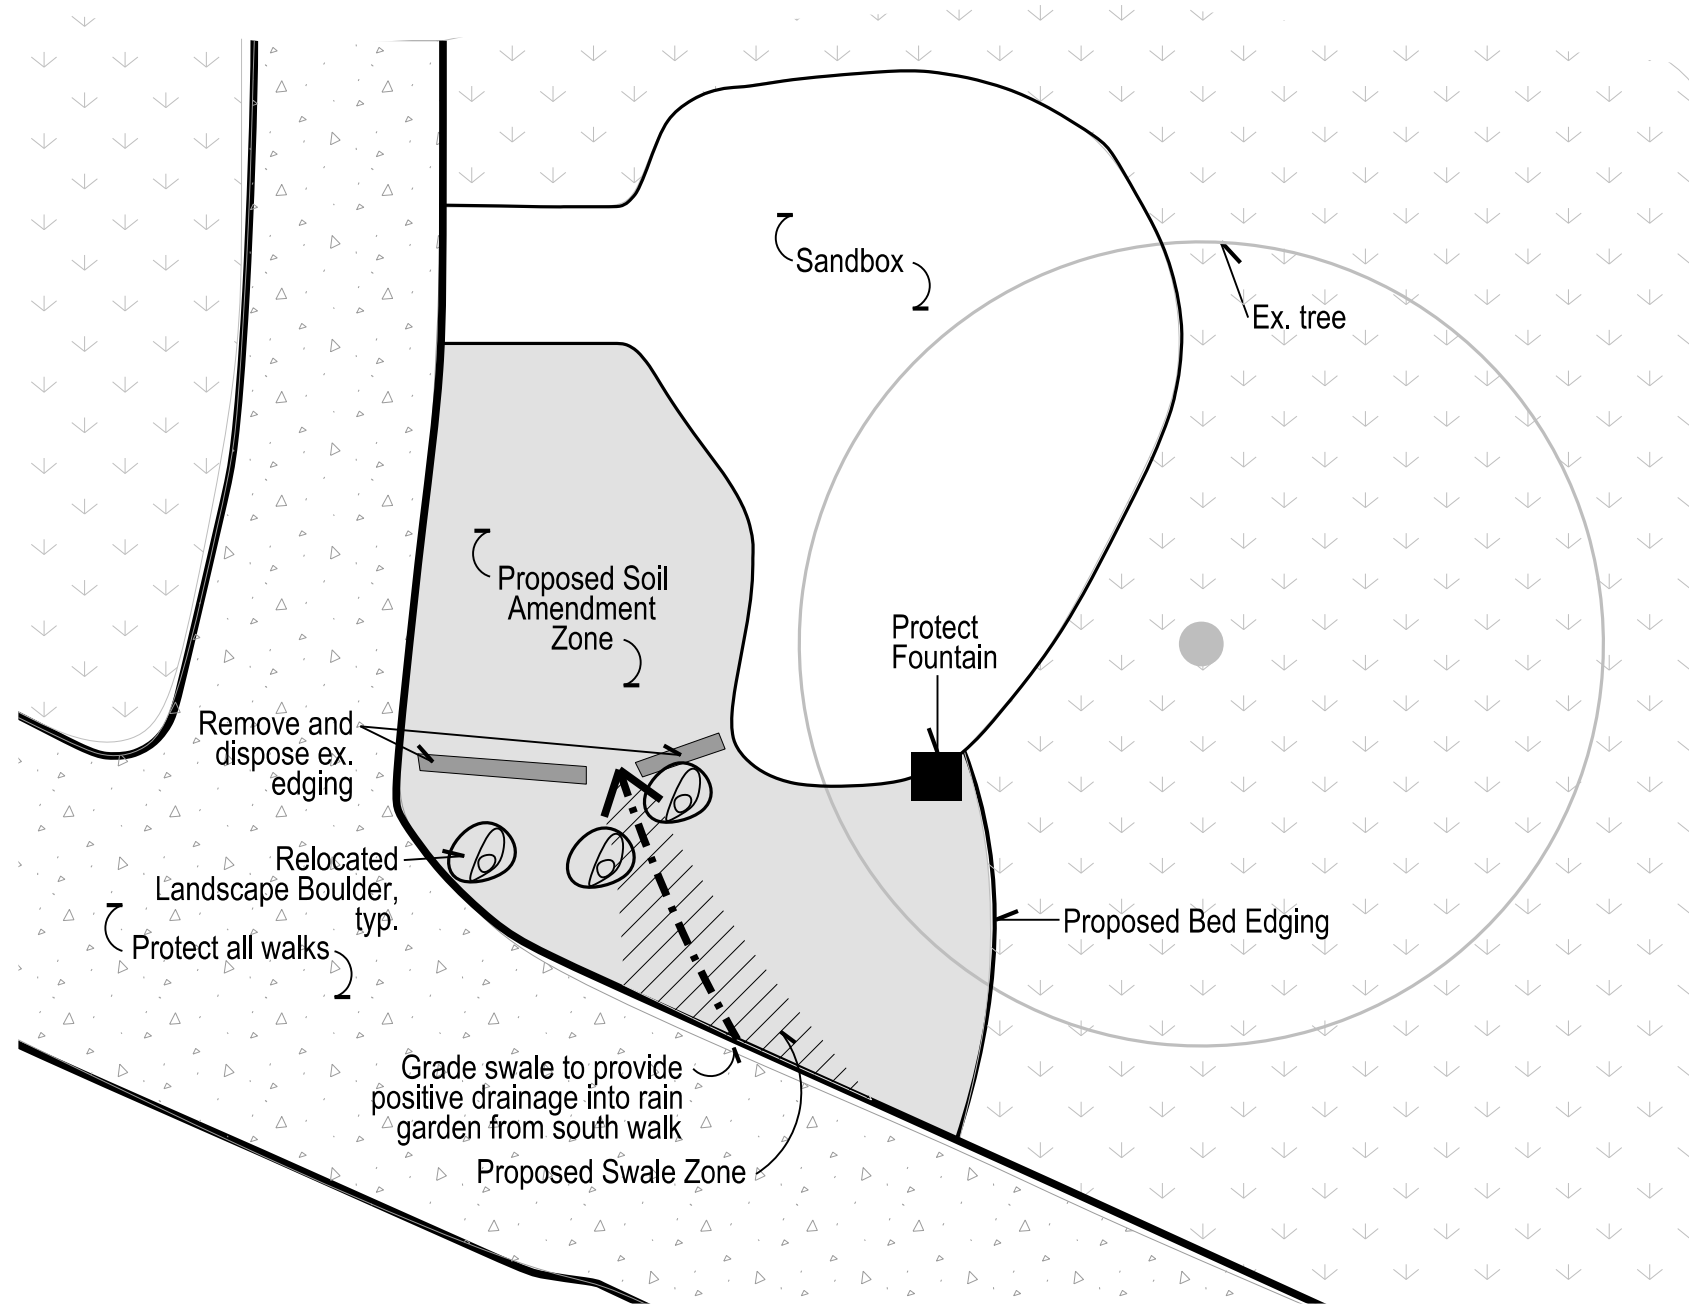 Sandbox
Ex. tree
Proposed Soil
Amendment
Zone
Protect
Fountain
Remove and
dispose ex.
edging
Relocated
Landscape Boulder,
typ.
Protect all walks
Proposed Bed Edging
Grade swale to provide
positive drainage into rain
garden from south walk
Proposed Swale Zone